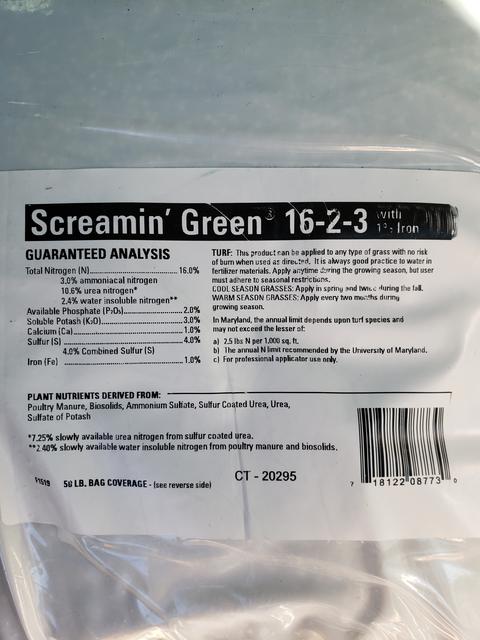 Screamin' Green® 16-2-3 with
1% Iron
GUARANTEED ANALYSIS
Total Nitrogen (N)..............................16.0%
3.0% ammoniacal nitrogen
10.6% urea nitrogen*
2.4% water insoluble nitrogen**
Available Phosphate (P₂O₅)....................2.0%
Soluble Potash (K₂O)............................3.0%
Calcium (Ca).....................................1.0%
Sulfur (S) ........................................4.0%
4.0% Combined Sulfur (S)
Iron (Fe) .........................................1.0%
TURF: This product can be applied to any type of grass with no risk
of burn when used as directed. It is always good practice to water in
fertilizer materials. Apply anytime during the growing season, but user
must adhere to seasonal restrictions.
COOL SEASON GRASSES: Apply in spring and twice during the fall.
WARM SEASON GRASSES: Apply every two months during
growing season.
In Maryland, the annual limit depends upon turf species and
may not exceed the lesser of:
a) 2.5 lbs N per 1,000 sq. ft.
b) The annual N limit recommended by the University of Maryland.
c) For professional applicator use only.
PLANT NUTRIENTS DERIVED FROM:
Poultry Manure, Biosolids, Ammonium Sulfate, Sulfur Coated Urea, Urea,
Sulfate of Potash
*7.25% slowly available urea nitrogen from sulfur coated urea.
**2.40% slowly available water insoluble nitrogen from poultry manure and biosolids.
F1519 50 LB. BAG COVERAGE - (see reverse side)
CT - 20295
7 18122 08773 0